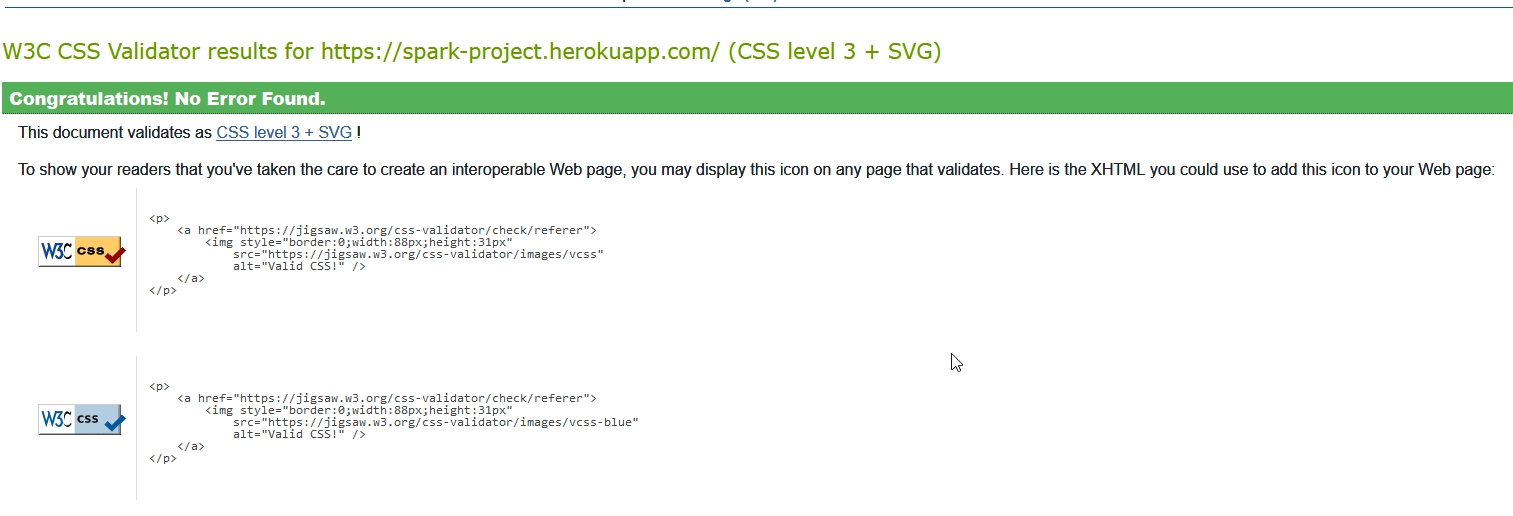 W3C CSS Validator results for https://spark-project.herokuapp.com/ (CSS level 3 + SVG)
Congratulations! No Error Found.
This document validates as CSS level 3 + SVG !
To show your readers that you've taken the care to create an interoperable Web page, you may display this icon on any page that validates. Here is the XHTML you could use to add this icon to your Web page:
W3C css
<p>
    <a href="https://jigsaw.w3.org/css-validator/check/referer">
        <img style="border:0;width:88px;height:31px"
            src="https://jigsaw.w3.org/css-validator/images/vcss"
            alt="Valid CSS!" />
    </a>
</p>
W3C css
<p>
    <a href="https://jigsaw.w3.org/css-validator/check/referer">
        <img style="border:0;width:88px;height:31px"
            src="https://jigsaw.w3.org/css-validator/images/vcss-blue"
            alt="Valid CSS!" />
    </a>
</p>